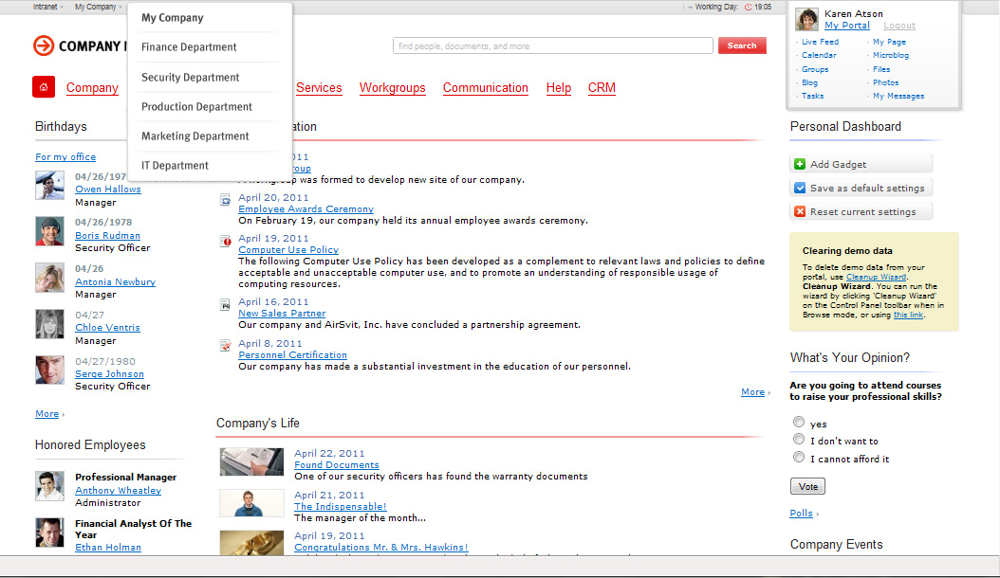 Intranet
My Company
Working Day:
19:05
My Company
Finance Department
Security Department
Production Department
Marketing Department
IT Department
COMPANY
find people, documents, and more
Search
Karen Atson
My Portal Logout
Live Feed My Page
Calendar Microblog
Groups Files
Blog Photos
Tasks My Messages
Company Services Workgroups Communication Help CRM
Birthdays
For my office
Owen Hallows
Manager
04/26/1978
Boris Rudman
Security Officer
04/26
Antonia Newbury
Manager
04/27
Chloe Ventris
Manager
04/27/1980
Serge Johnson
Security Officer
More
Honored Employees
Professional Manager
Anthony Wheatley
Administrator
Financial Analyst Of The
Year
Ethan Holman
workgroup was formed to develop new site of our company.
April 20, 2011
Employee Awards Ceremony
On February 19, our company held its annual employee awards ceremony.
April 19, 2011
Computer Use Policy
The following Computer Use Policy has been developed as a complement to relevant laws and policies to define
acceptable and unacceptable computer use, and to promote an understanding of responsible usage of
computing resources.
April 16, 2011
New Sales Partner
Our company and AirSvit, Inc. have concluded a partnership agreement.
April 8, 2011
Personnel Certification
Our company has made a substantial investment in the education of our personnel.
More
Company's Life
April 22, 2011
Found Documents
One of our security officers has found the warranty documents
April 21, 2011
The Indispensable!
The manager of the month...
April 19, 2011
Congratulations Mr. & Mrs. Hawkins!
Personal Dashboard
Add Gadget
Save as default settings
Reset current settings
Clearing demo data
To delete demo data from your
portal, use Cleanup Wizard.
Cleanup Wizard. You can run the
wizard by clicking 'Cleanup Wizard'
on the Control Panel toolbar when in
Browse mode, or using this link.
What's Your Opinion?
Are you going to attend courses
to raise your professional skills?
yes
I don't want to
I cannot afford it
Vote
Polls
Company Events